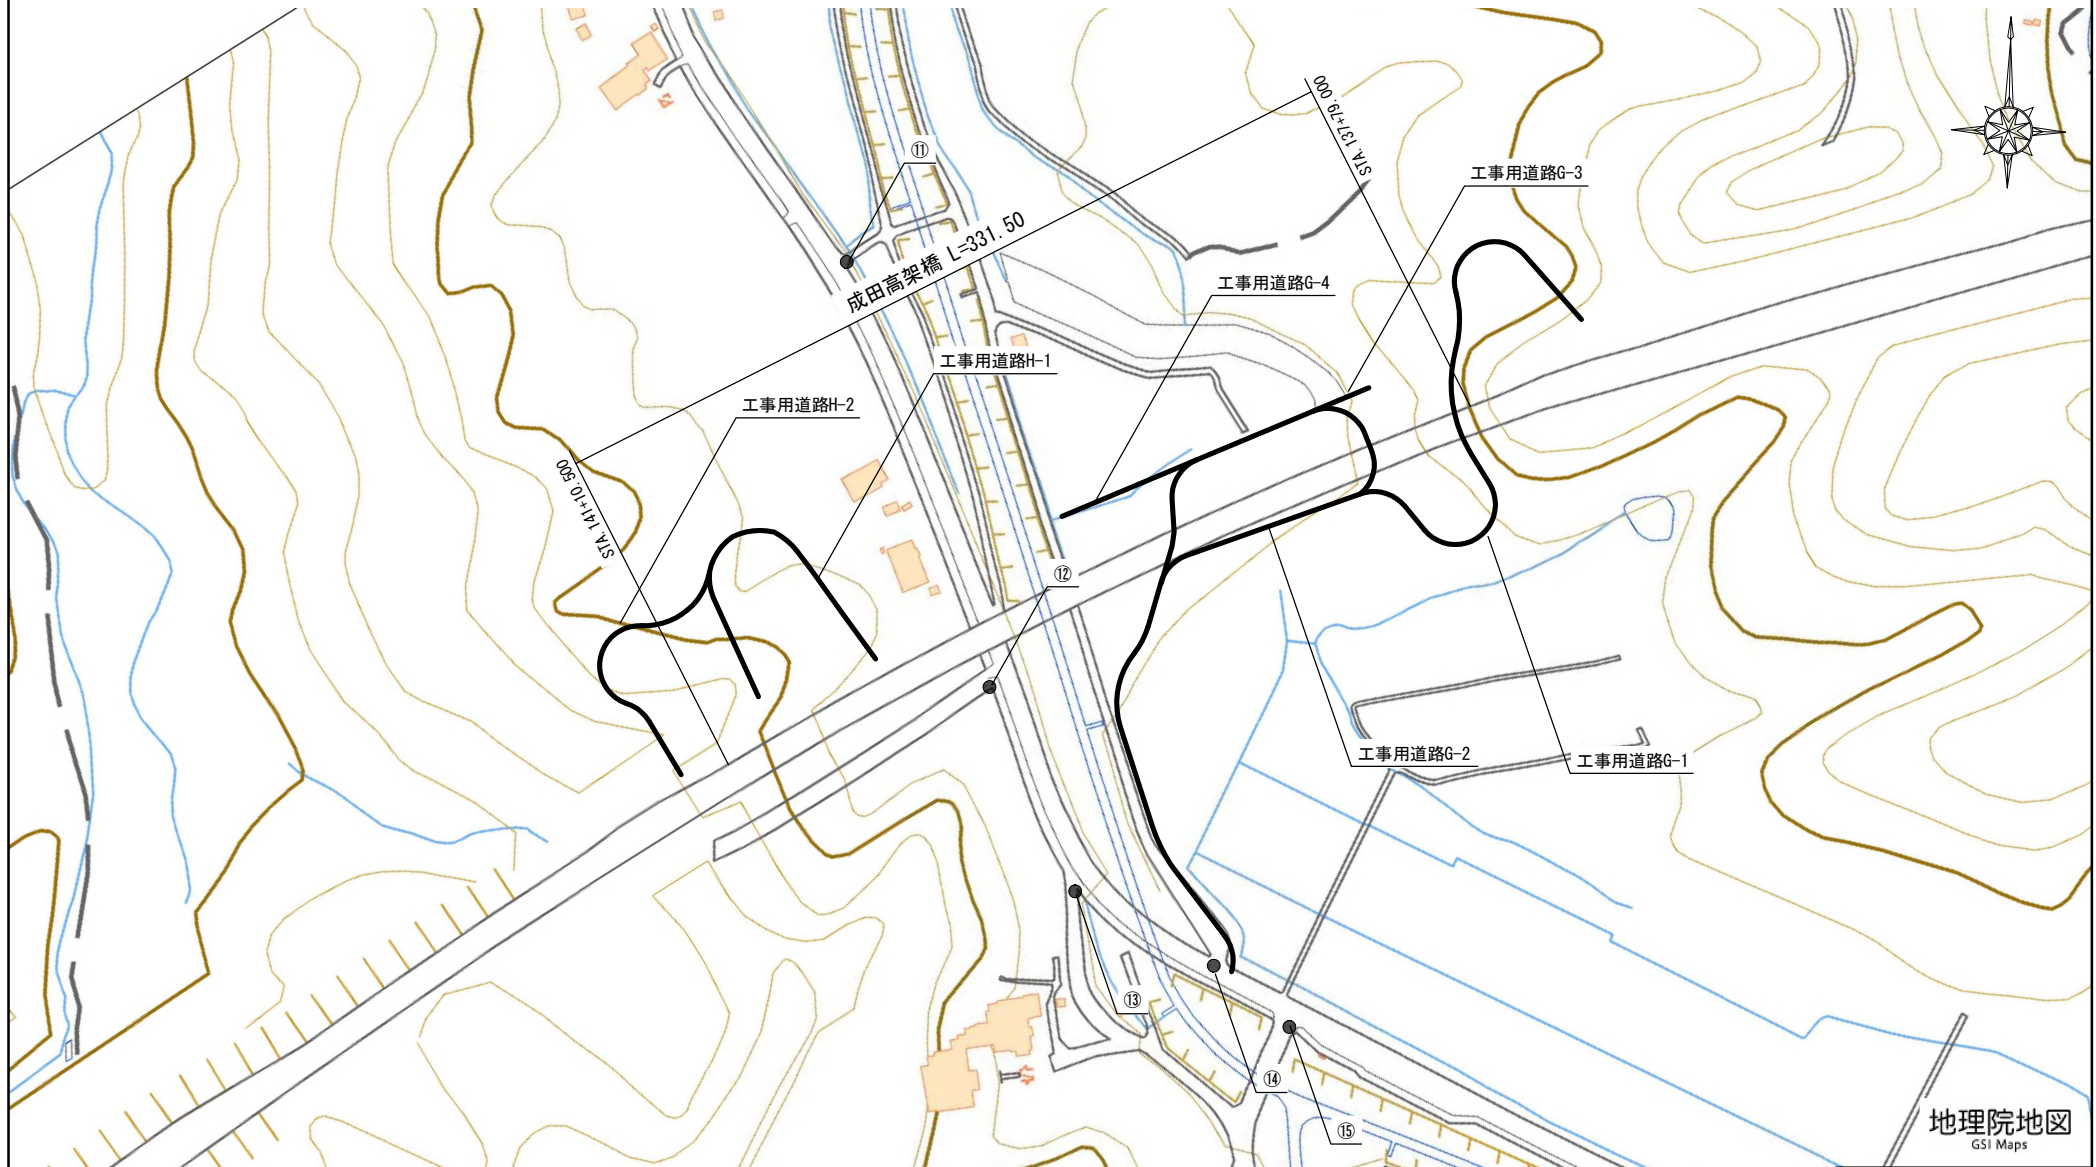 STA.137+79.000
⑪
工事用道路G-3
成田高架橋 L=331.50
工事用道路G-4
工事用道路H-1
工事用道路H-2
STA.141+10.500
⑫
工事用道路G-2
工事用道路G-1
⑬
⑭
⑮
地理院地図
GSI Maps